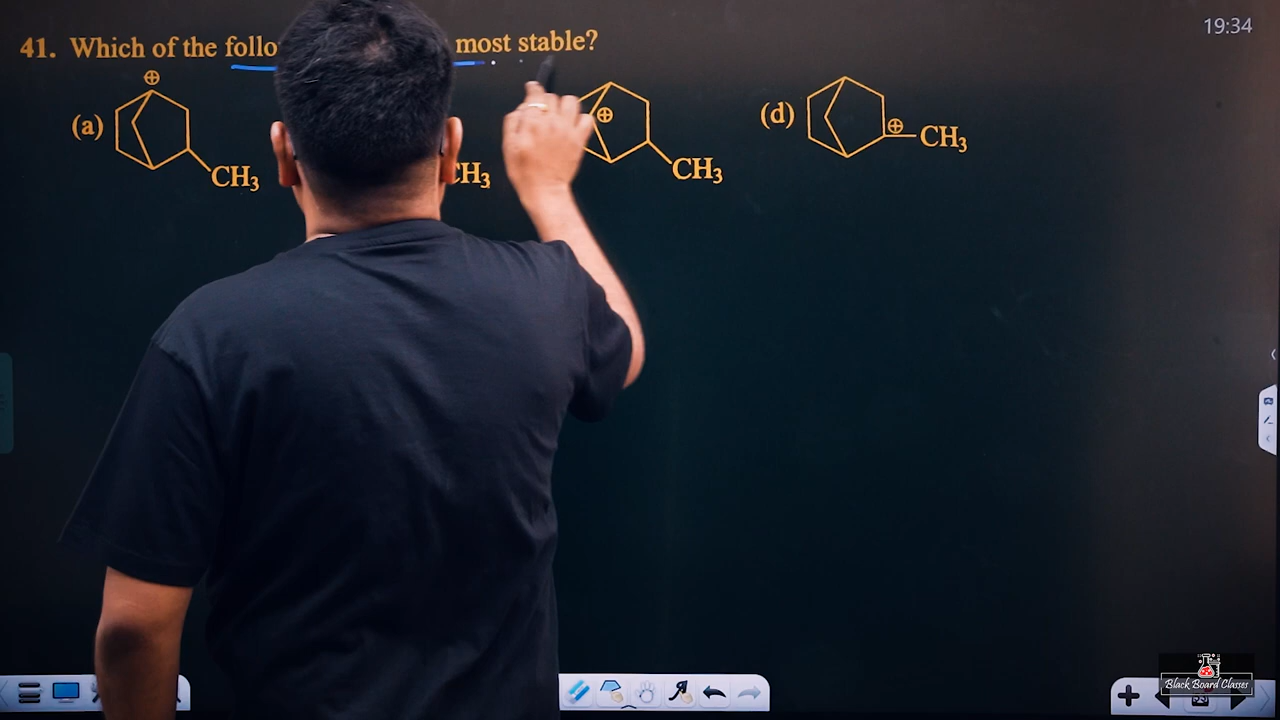 19:34
41. Which of the follo most stable?
⊕
(a) CH₃
CH₃
⊕ CH₃
(d) ⊕ CH₃
Black Board Classes